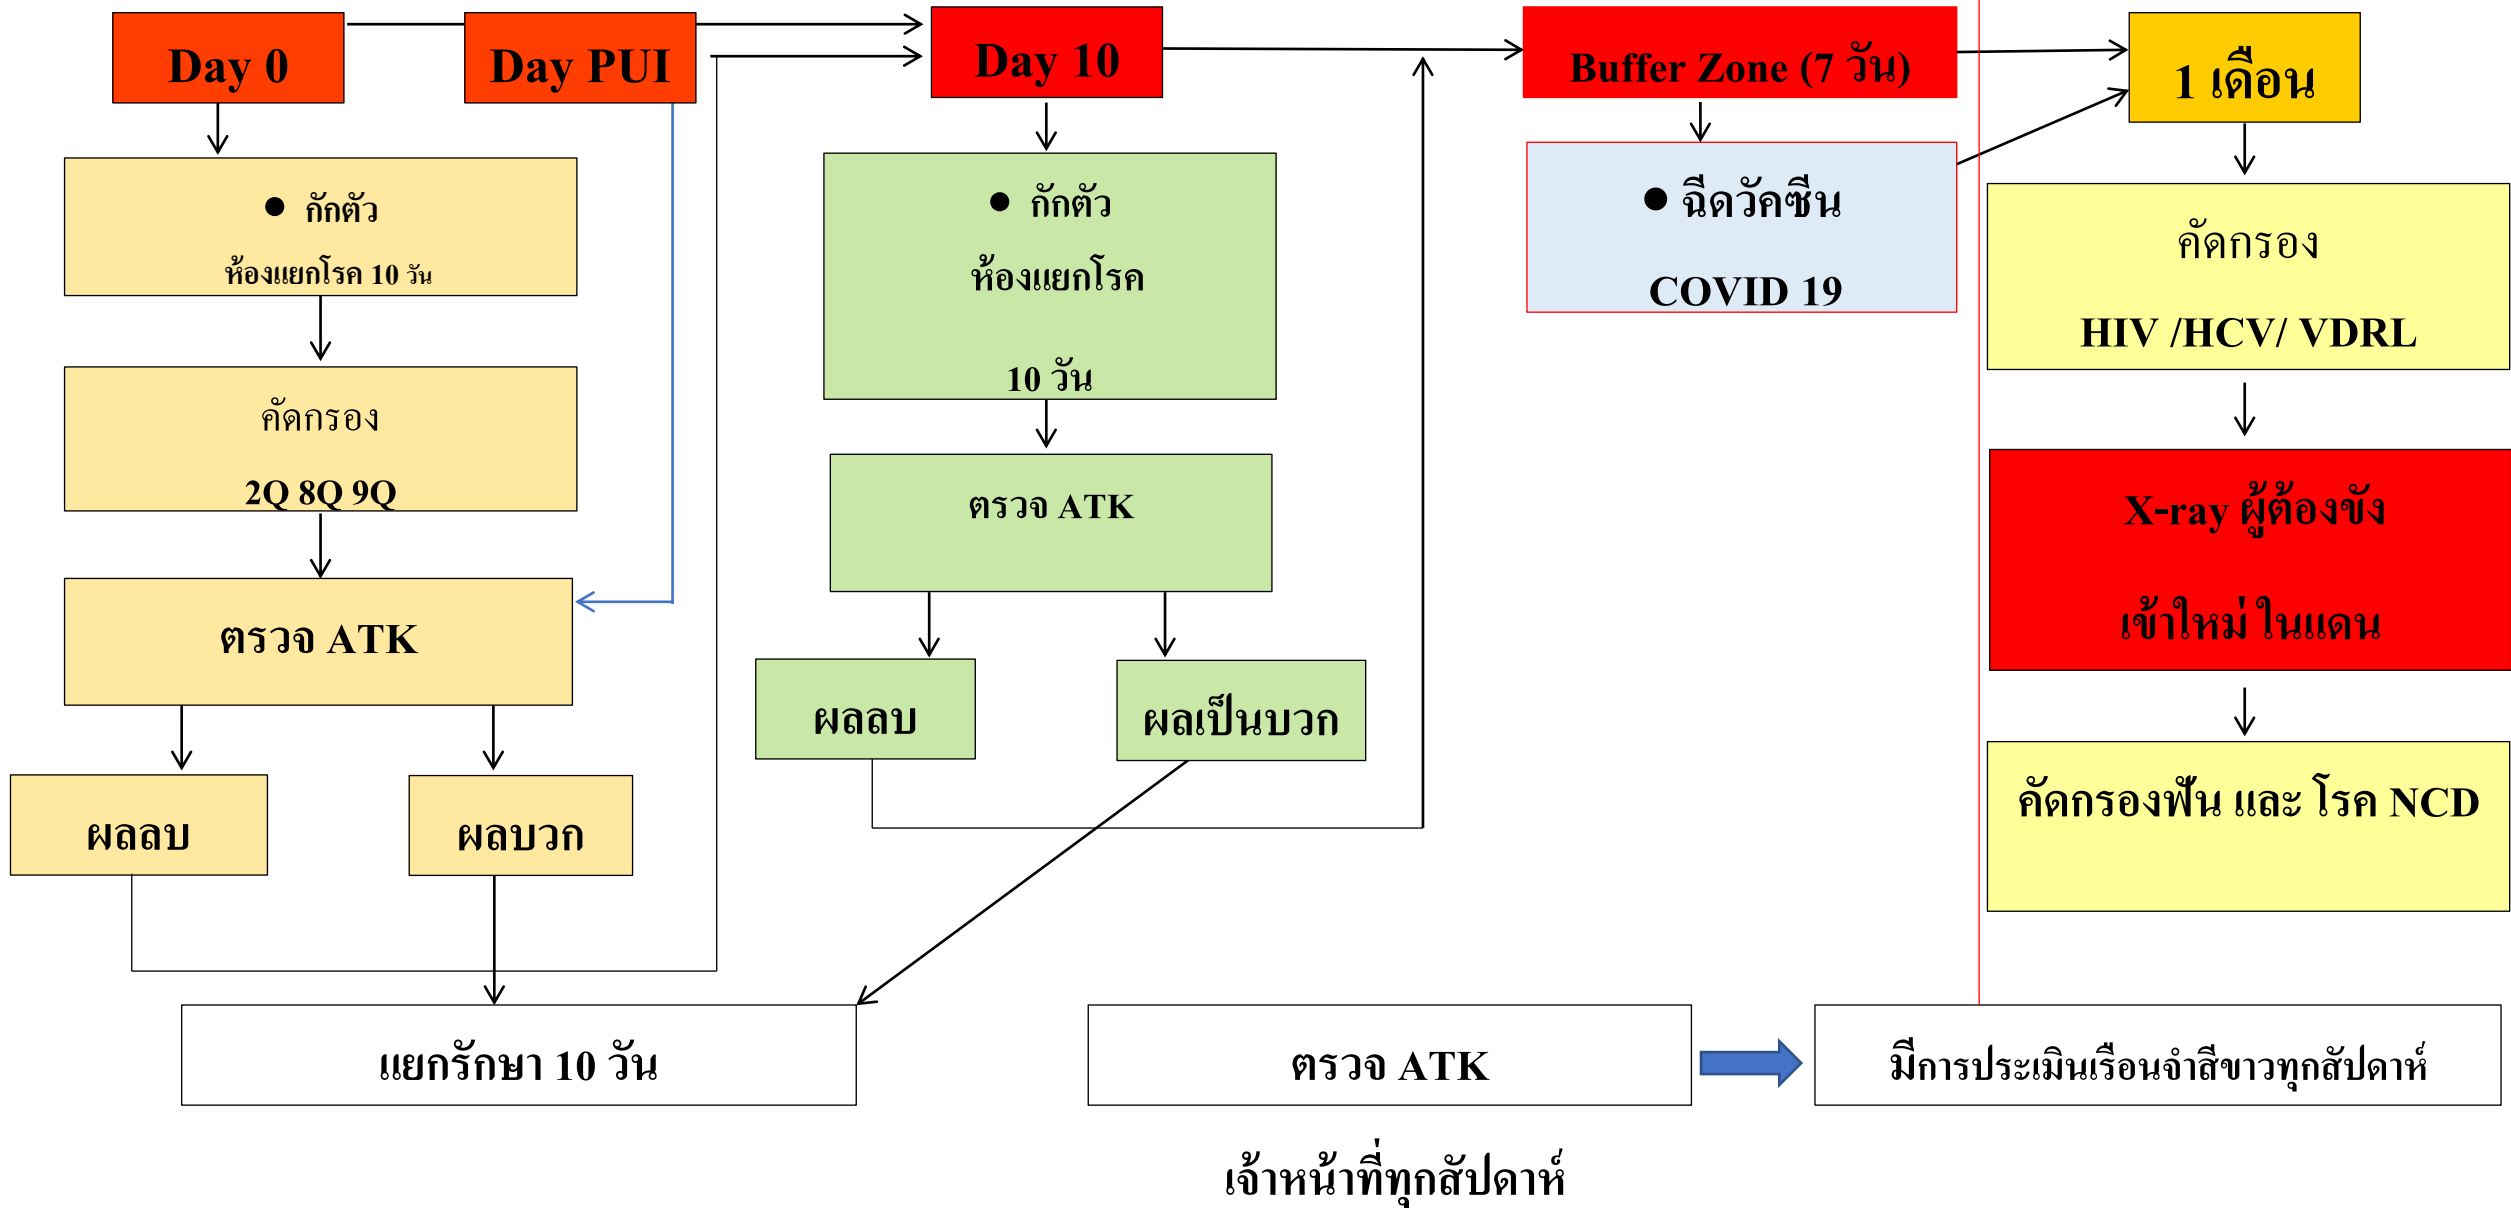 Day 0
Day PUI
Day 10
Buffer Zone (7 วัน)
1 เดือน
● กักตัว
ห้องแยกโรค 10 วัน
คัดกรอง
2Q 8Q 9Q
ตรวจ ATK
ผลลบ
ผลบวก
● กักตัว
ห้องแยกโรค
10 วัน
ตรวจ ATK
ผลลบ
ผลเป็นบวก
● ฉีดวัคซีน
COVID 19
คัดกรอง
HIV /HCV/ VDRL
X-ray ผู้ต้องขัง
เข้าใหม่ ในแดน
คัดกรองฟัน และ โรค NCD
แยกรักษา 10 วัน
ตรวจ ATK
เจ้าหน้าที่ทุกสัปดาห์
มีการประเมินเรือนจำสีขาวทุกสัปดาห์